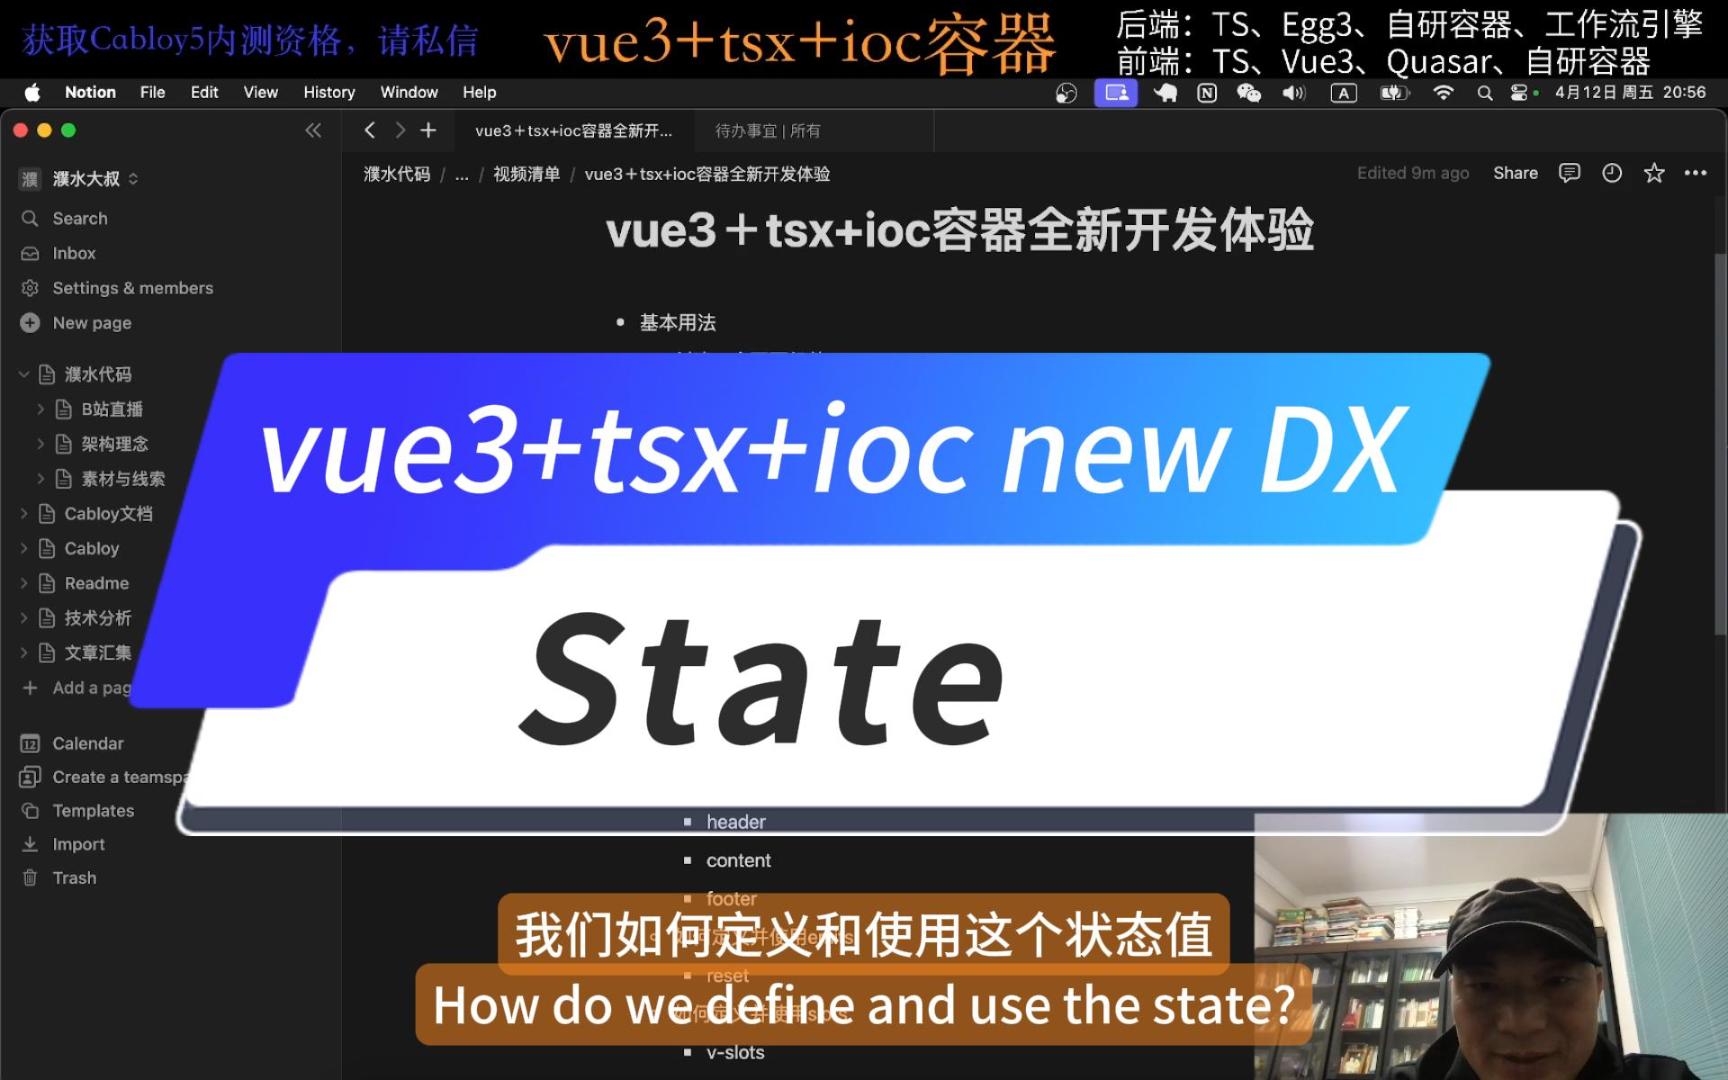 获取Cabloy5内测资格，请私信
vue3+tsx+ioc容器
后端：TS、Egg3、自研容器、工作流引擎
前端：TS、Vue3、Quasar、自研容器
Notion File Edit View History Window Help
4月12日 周五 20:56
vue3＋tsx+ioc容器全新开...
待办事宜 | 所有
濮 濮水大叔
濮水代码 / ... / 视频清单 / vue3＋tsx+ioc容器全新开发体验
Edited 9m ago Share
Search
Inbox
Settings & members
New page
濮水代码
B站直播
架构理念
素材与线索
Cabloy文档
Cabloy
Readme
技术分析
文章汇集
Add a pag
Calendar
Create a teamspa
Templates
Import
Trash
vue3＋tsx+ioc容器全新开发体验
基本用法
vue3+tsx+ioc new DX
State
header
content
footer
我们如何定义和使用这个状态值
reset
How do we define and use the state?
v-slots